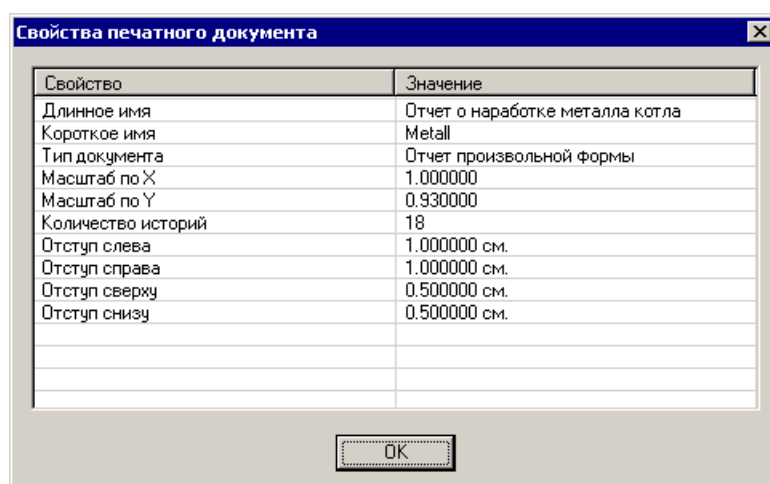 Свойства печатного документа
Свойство Значение
Длинное имя Отчет о наработке металла котла
Короткое имя Metall
Тип документа Отчет произвольной формы
Масштаб по X 1.000000
Масштаб по Y 0.930000
Количество историй 18
Отступ слева 1.000000 см.
Отступ справа 1.000000 см.
Отступ сверху 0.500000 см.
Отступ снизу 0.500000 см.
OK